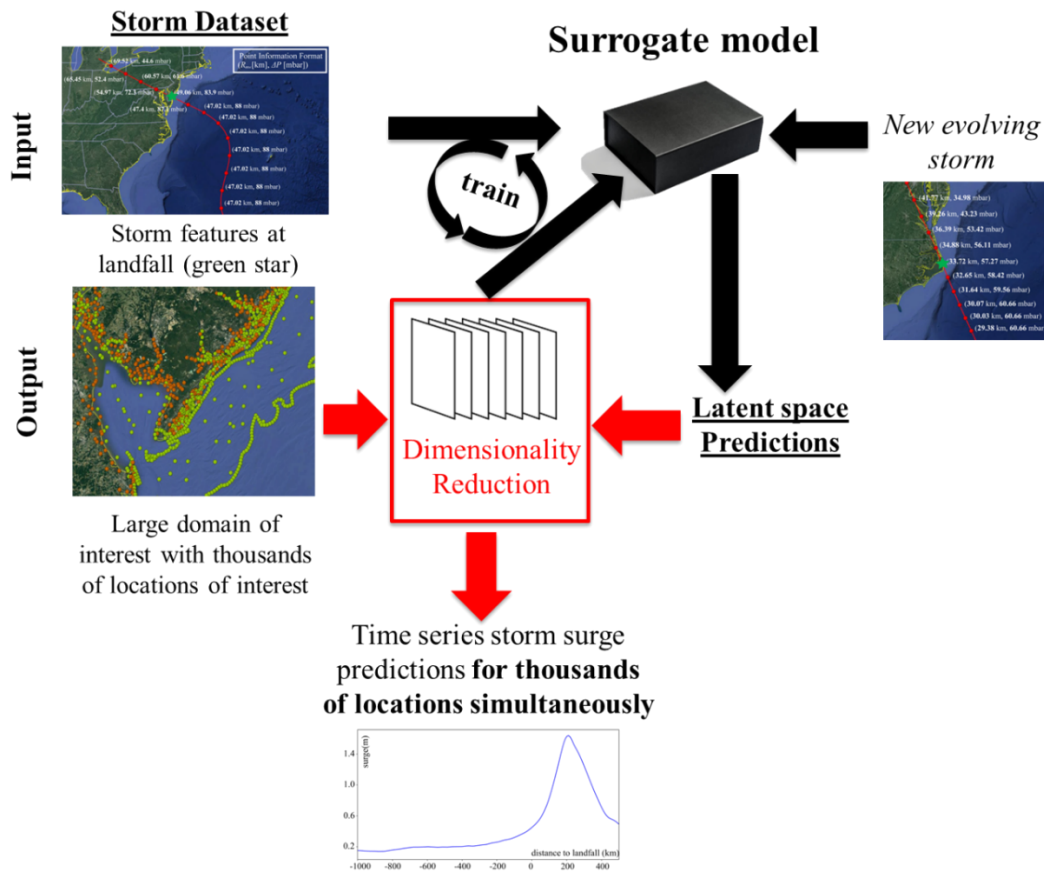 Storm Dataset
Surrogate model
Input
Point Information Format
[km], ΔP [mbar]
(69.52 km, 44.6 mbar)
(65.45 km, 52.4 mbar)
(60.57 km,
mbar)
(54.97 km, 72.3 mbar)
(49.06 km, 83.9 mbar)
(47.4 km,
mbar)
(47.02 km, 88 mbar)
(47.02 km, 88 mbar)
(47.02 km, 88 mbar)
(47.02 km, 88 mbar)
(47.02 km, 88 mbar)
(47.02 km, 88 mbar)
(47.02 km, 88 mbar)
train
New evolving
storm
(41.77 km, 34.98 mbar)
(39.26 km, 43.23 mbar)
(36.39 km, 53.42 mbar)
(34.88 km, 56.11 mbar)
(33.72 km, 57.27 mbar)
(32.65 km, 58.42 mbar)
(31.64 km, 59.56 mbar)
(30.07 km, 60.66 mbar)
(30.03 km, 60.66 mbar)
(29.38 km, 60.66 mbar)
Storm features at
landfall (green star)
Output
Dimensionality
Reduction
Latent space
Predictions
Large domain of
interest with thousands
of locations of interest
Time series storm surge
predictions for thousands
of locations simultaneously
surge(m)
1.4
1.0
0.6
0.2
distance to landfall (km)
-1000 -800 -600 -400 -200 0 200 400